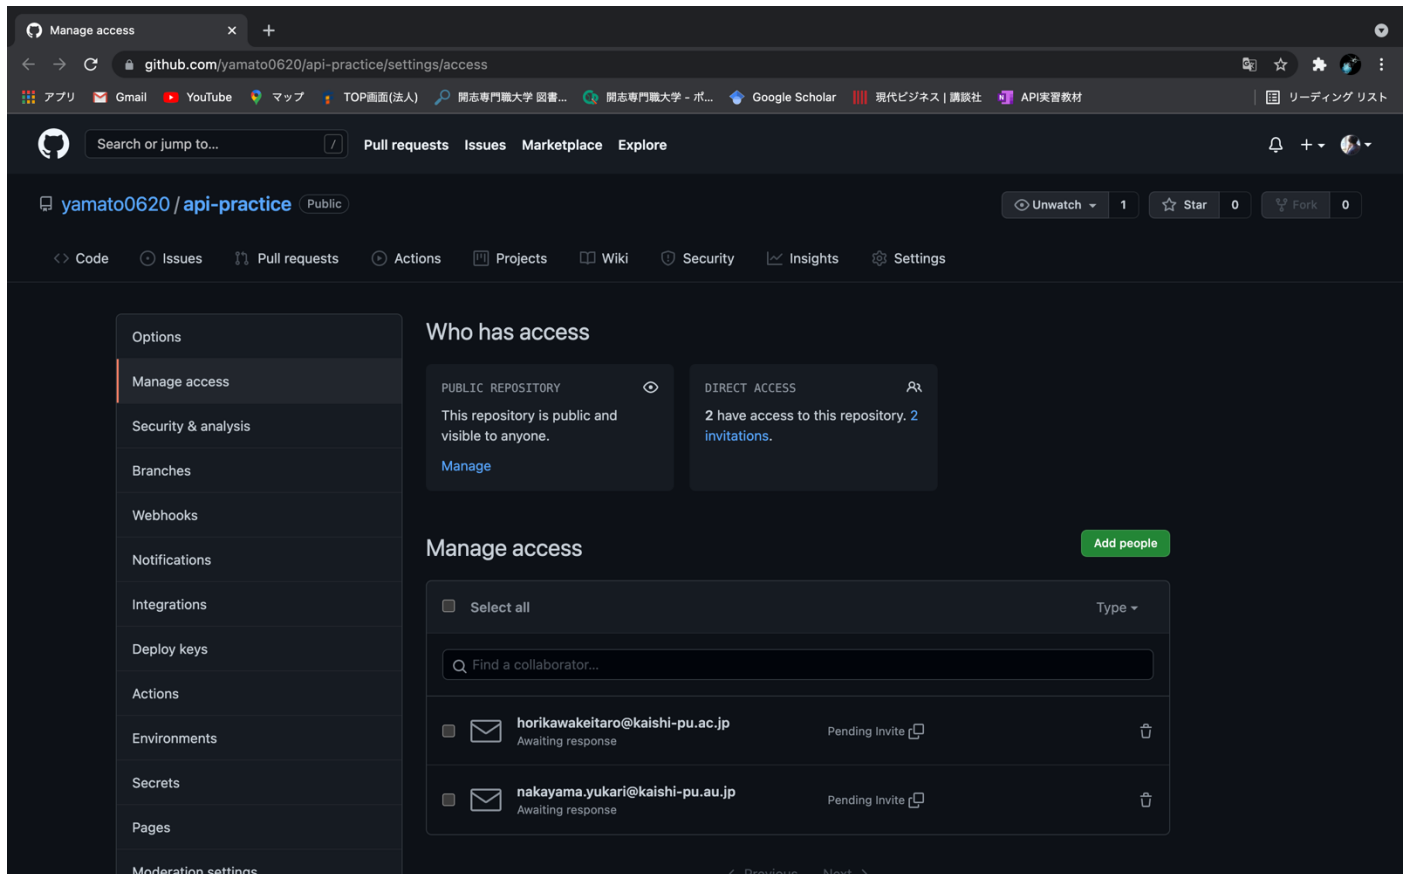 Manage access
github.com/yamato0620/api-practice/settings/access
アプリ Gmail YouTube マップ TOP画面(法人) 開志専門職大学 図書... 開志専門職大学 - ポ... Google Scholar 現代ビジネス | 講談社 API実習教材 リーディング リスト
Search or jump to... / Pull requests Issues Marketplace Explore
yamato0620 / api-practice Public Unwatch 1 Star 0 Fork 0
Code Issues Pull requests Actions Projects Wiki Security Insights Settings
Options
Manage access
Security & analysis
Branches
Webhooks
Notifications
Integrations
Deploy keys
Actions
Environments
Secrets
Pages
Moderation settings
Who has access
PUBLIC REPOSITORY
This repository is public and
visible to anyone.
Manage
DIRECT ACCESS
2 have access to this repository. 2
invitations.
Manage access Add people
Select all Type
Find a collaborator...
horikawakeitaro@kaishi-pu.ac.jp
Awaiting response
Pending Invite
nakayama.yukari@kaishi-pu.au.jp
Awaiting response
Pending Invite
Previous Next